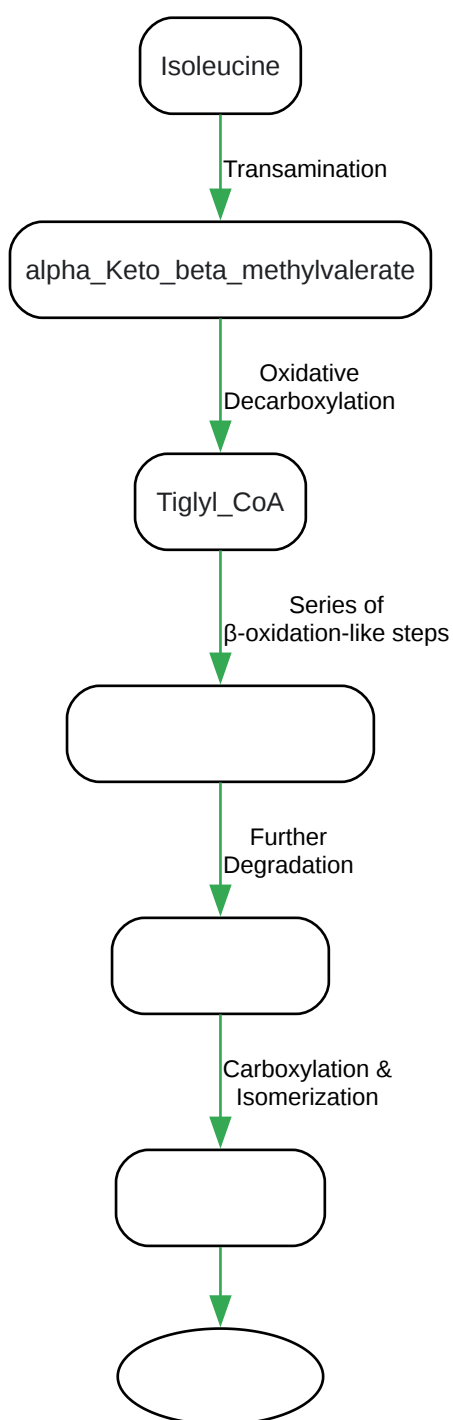 Isoleucine
Transamination
alpha_Keto_beta_methylvalerate
Oxidative
Decarboxylation
Tiglyl_CoA
Series of
β-oxidation-like steps
Further
Degradation
Carboxylation &
Isomerization